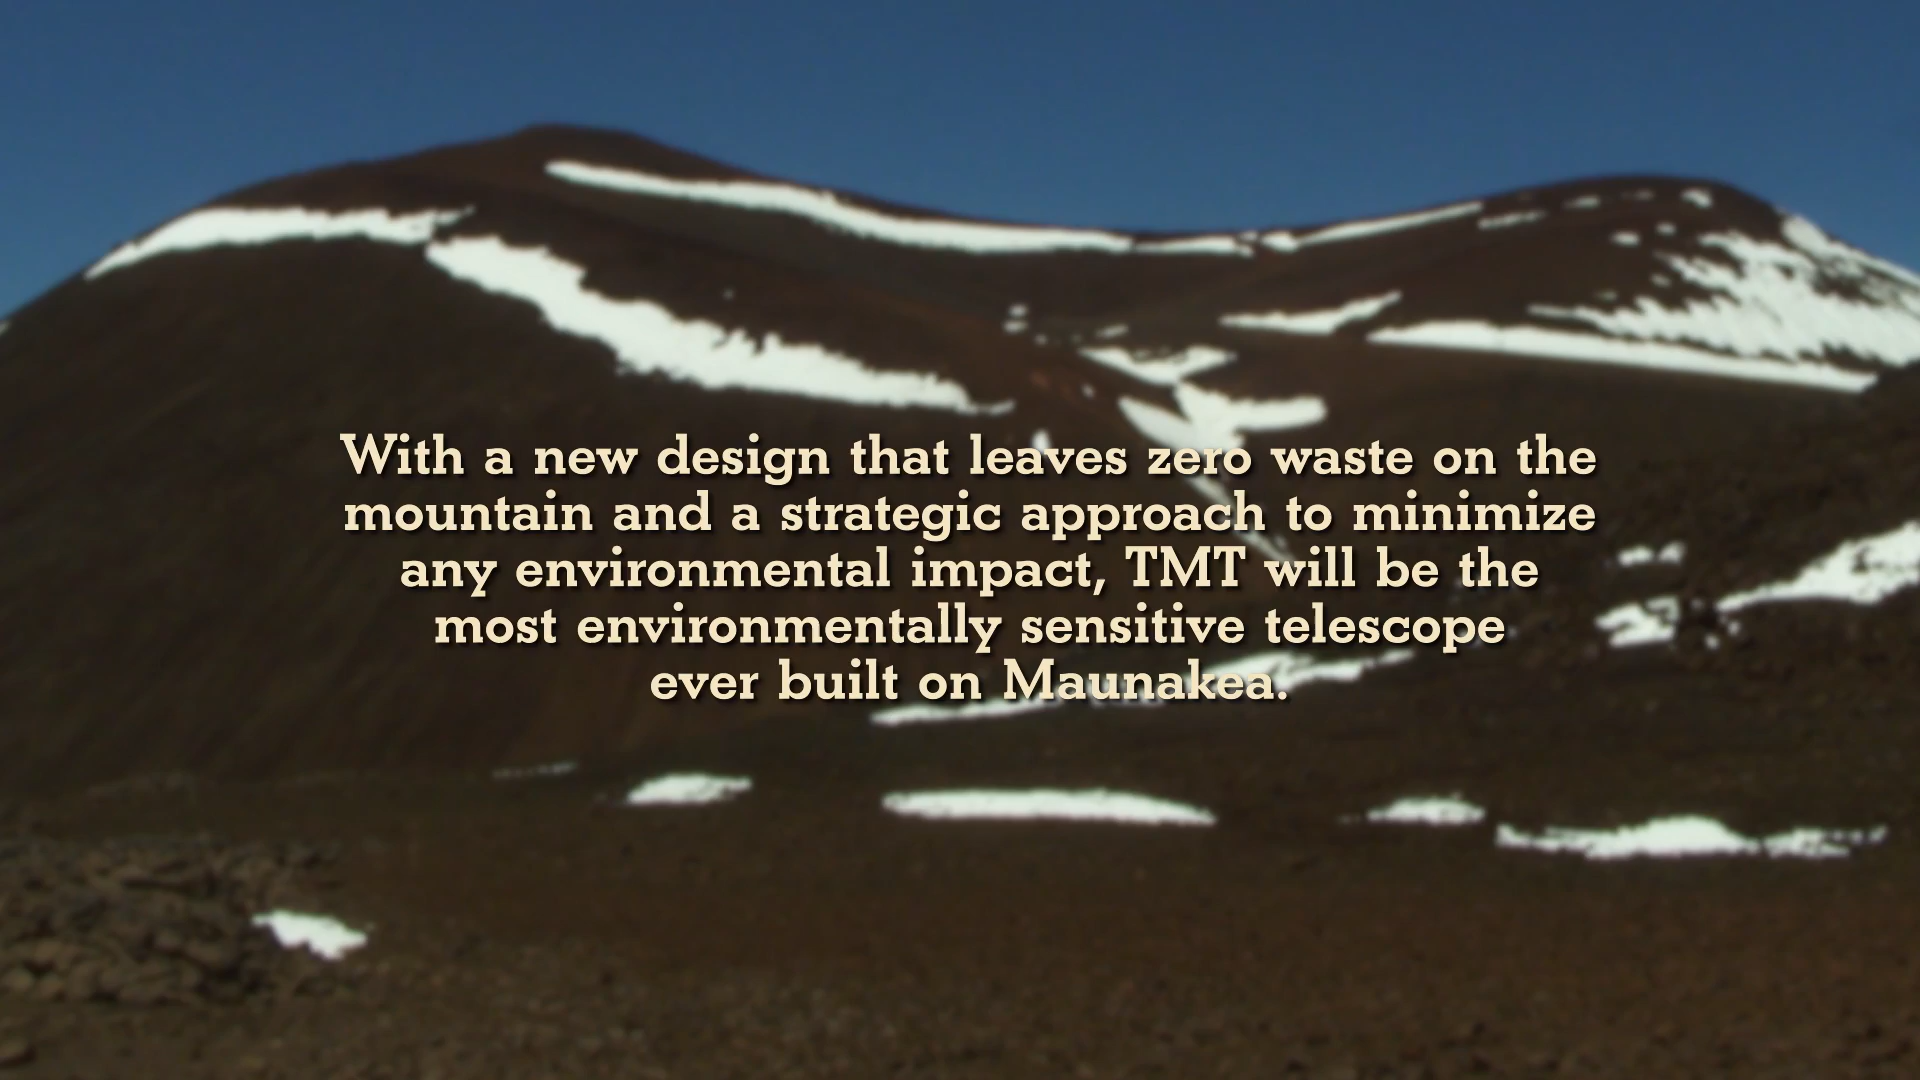 With a new design that leaves zero waste on the
mountain and a strategic approach to minimize
any environmental impact, TMT will be the
most environmentally sensitive telescope
ever built on Maunakea.